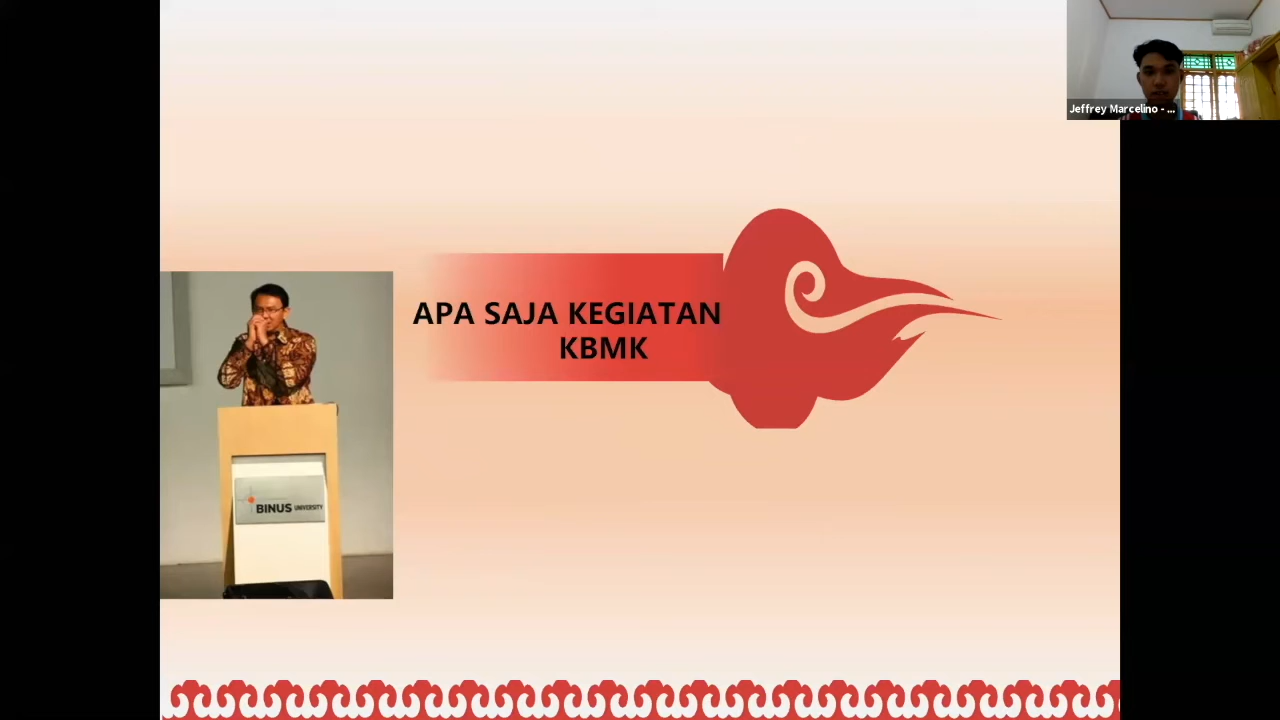 Jeffrey Marcelino - ...
APA SAJA KEGIATAN
KBMK
BINUS UNIVERSITY